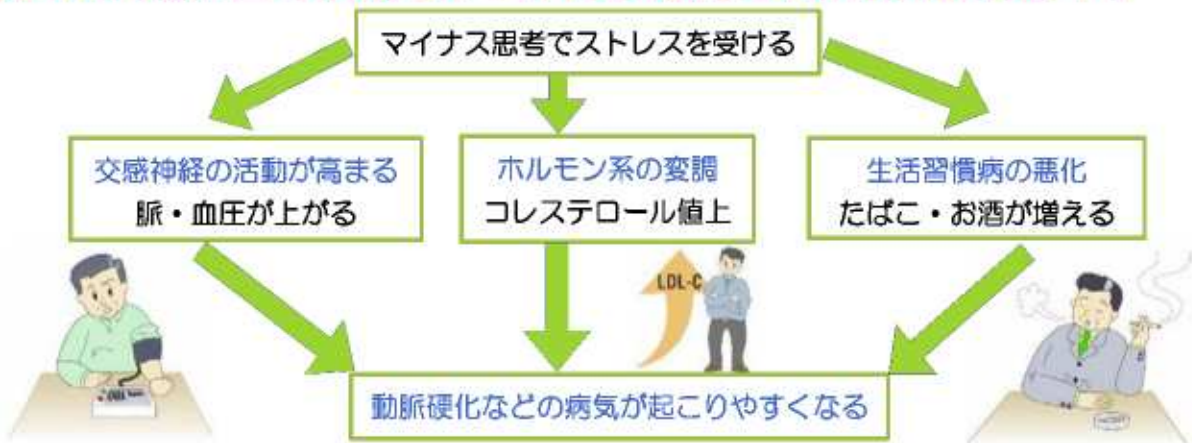 マイナス思考でストレスを受ける
交感神経の活動が高まる
脈・血圧が上がる
ホルモン系の変調
コレステロール値上
生活習慣病の悪化
たばこ・お酒が増える
LDL-C
動脈硬化などの病気が起こりやすくなる